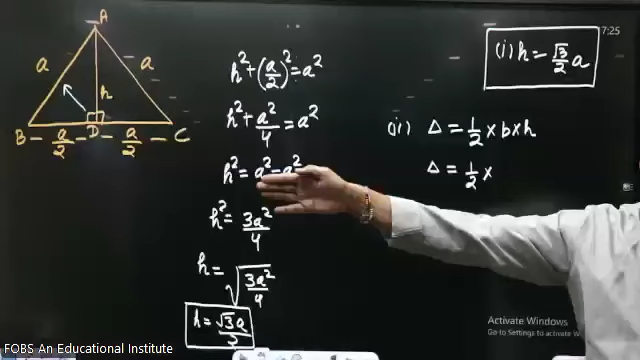 A
a
a
h
B - a/2 - D - a/2 - C
h² + (a/2)² = a²
h² + a²/4 = a²
h² = a² - a²
h² = 3a²/4
h = √(3a²/4)
h = √3a/2
7:25
(i) h = √3/2 a
(ii) Δ = 1/2 × b × h
Δ = 1/2 ×
Activate Windows
Go to Settings to activate W
FOBS An Educational Institute